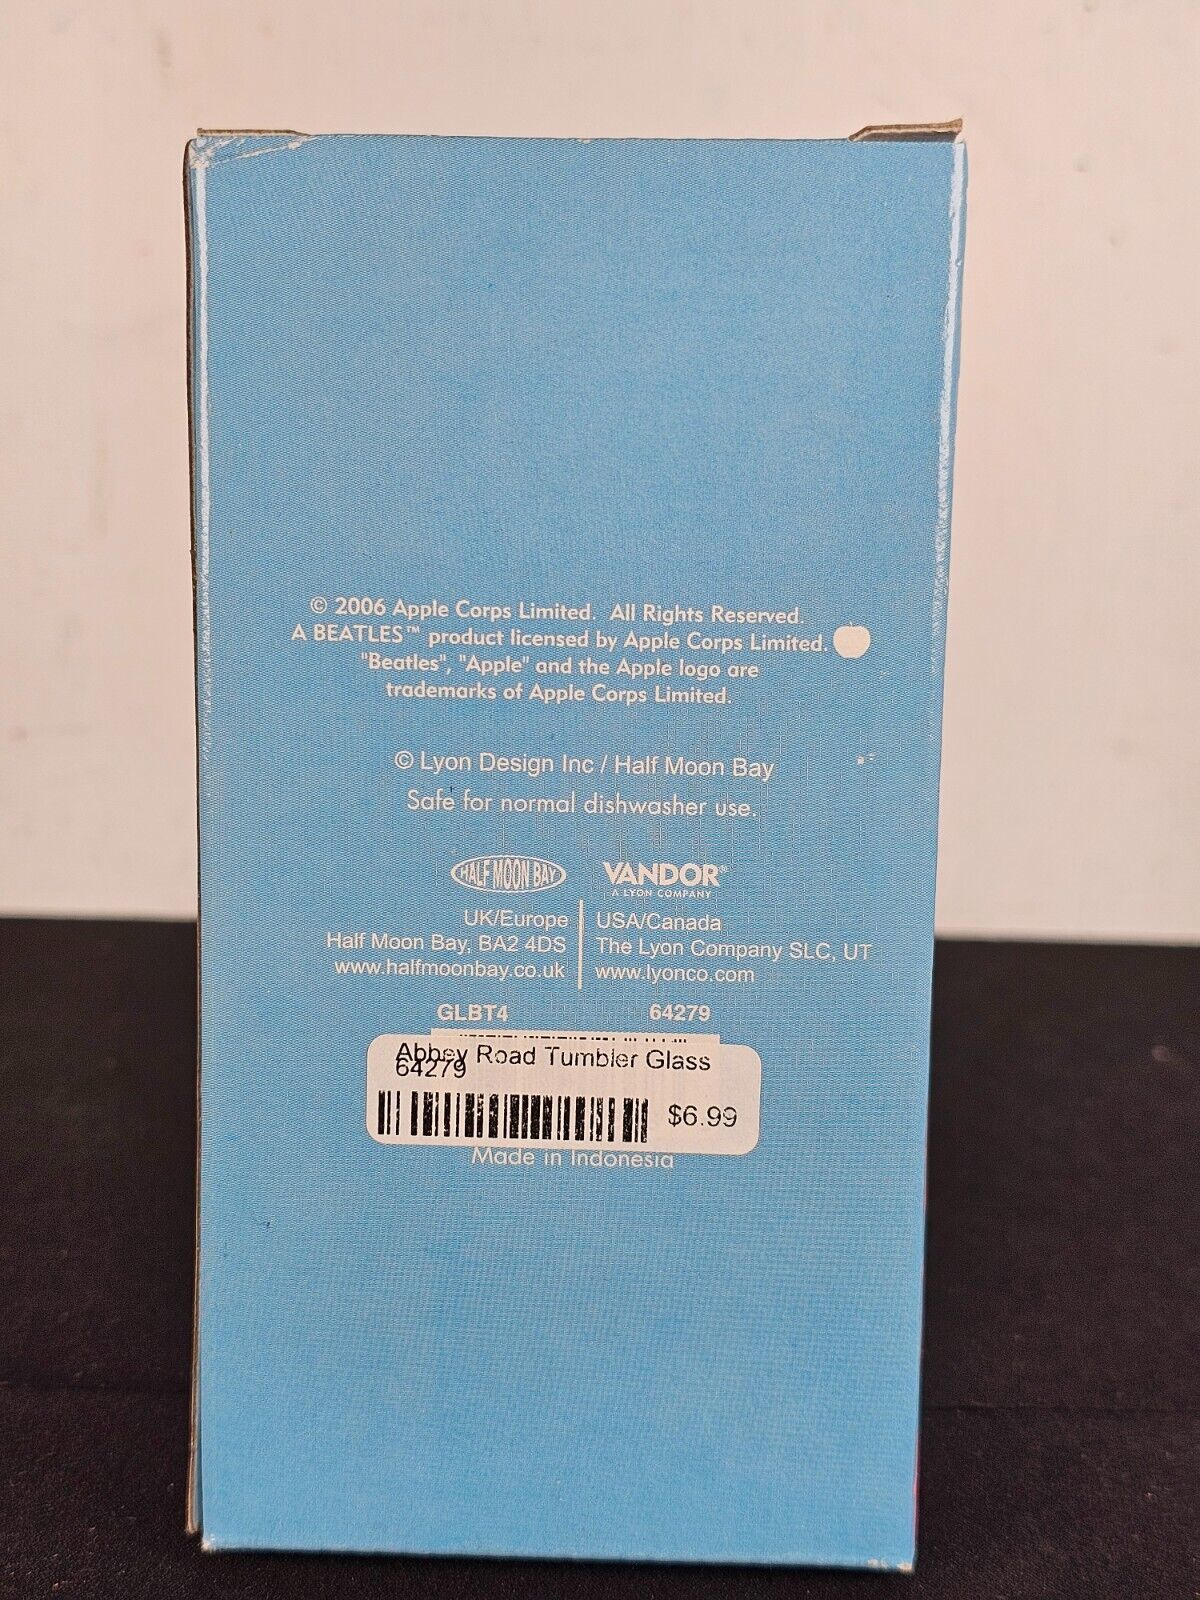 © 2006 Apple Corps Limited. All Rights Reserved.
A BEATLES™ product licensed by Apple Corps Limited.
"Beatles", "Apple" and the Apple logo are
trademarks of Apple Corps Limited.
© Lyon Design Inc / Half Moon Bay
Safe for normal dishwasher use.
HALF MOON BAY
UK/Europe
Half Moon Bay, BA2 4DS
www.halfmoonbay.co.uk
GLBT4
VANDOR
A LYON COMPANY
USA/Canada
The Lyon Company SLC, UT
www.lyonco.com
64279
Abbey Road Tumbler Glass
64279
$6.99
Made in Indonesia